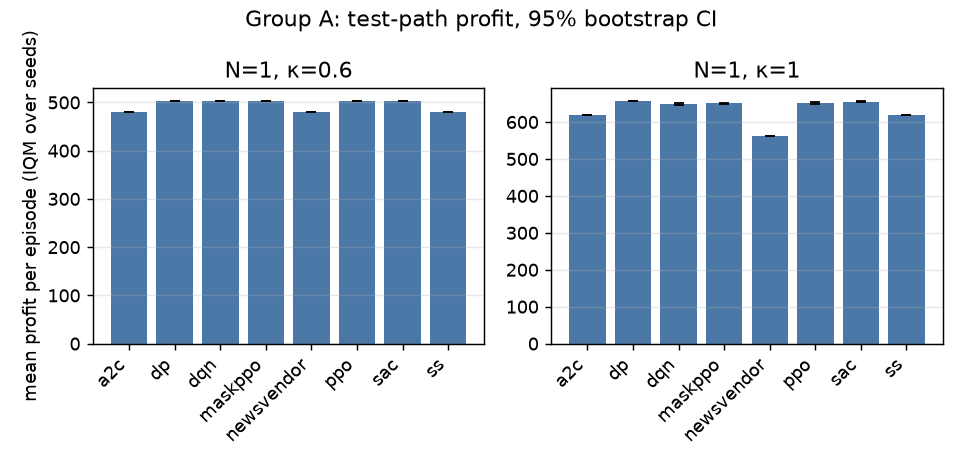 Group A: test-path profit, 95% bootstrap CI
mean profit per episode (IQM over seeds)
N=1, κ=0.6
500
400
300
200
100
0
a2c
dp
dqn
maskppo
newsvendor
ppo
sac
ss
N=1, κ=1
600
500
400
300
200
100
0
a2c
dp
dqn
maskppo
newsvendor
ppo
sac
ss